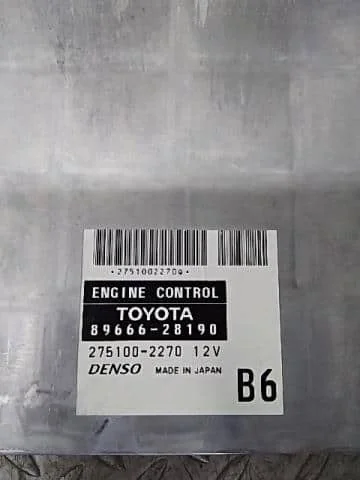 *2751002270*
ENGINE CONTROL
TOYOTA
89666-28190
275100-2270 12V
DENSO MADE IN JAPAN
B6